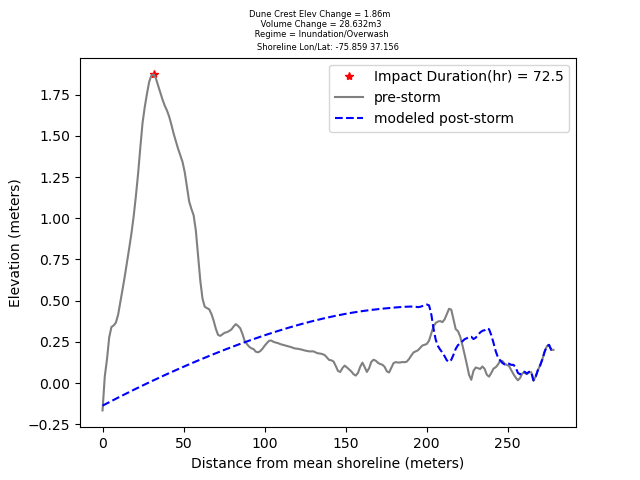 Dune Crest Elev Change = 1.86m
Volume Change = 28.632m3
Regime = Inundation/Overwash
Shoreline Lon/Lat: -75.859 37.156
Impact Duration(hr) = 72.5
pre-storm
modeled post-storm
Elevation (meters)
1.75
1.50
1.25
1.00
0.75
0.50
0.25
0.00
−0.25
0 50 100 150 200 250
Distance from mean shoreline (meters)